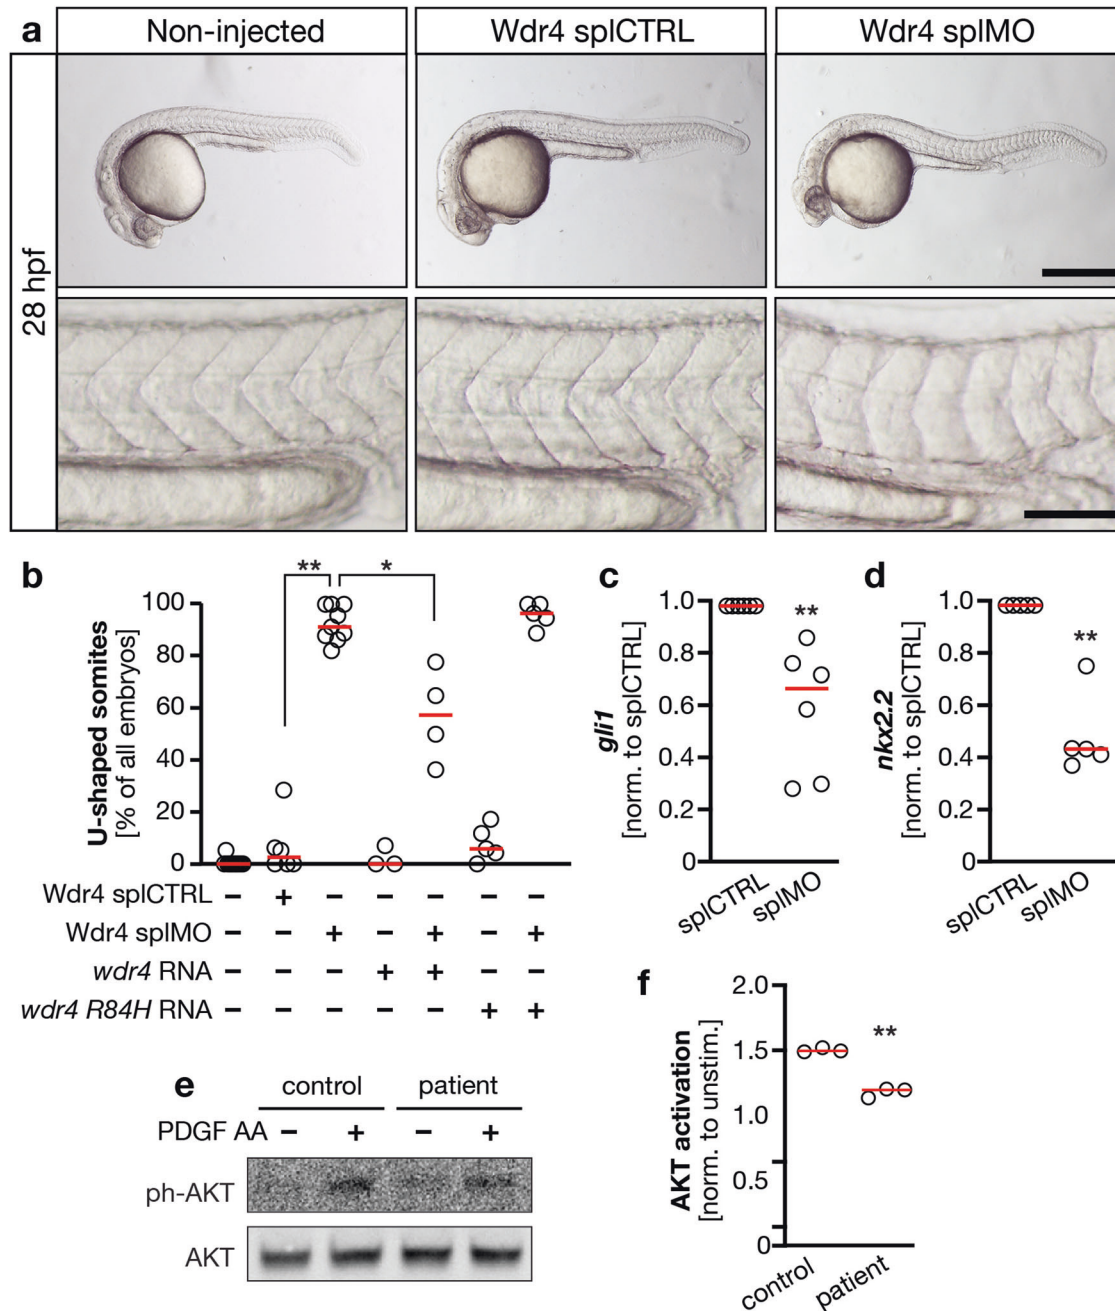 a
Non-injected
Wdr4 splCTRL
Wdr4 splMO
28 hpf
b
U-shaped somites
[% of all embryos]
100
80
60
40
20
0
**
*
Wdr4 splCTRL – + – – – – –
Wdr4 splMO – – + – + – +
wdr4 RNA – – – + + – –
wdr4 R84H RNA – – – – – + +
c
gli1
[norm. to splCTRL]
1.0
0.8
0.6
0.4
0.2
0
**
splCTRL
splMO
d
nkx2.2
[norm. to splCTRL]
1.0
0.8
0.6
0.4
0.2
0
**
splCTRL
splMO
e
control patient
PDGF AA – + – +
ph-AKT
AKT
f
AKT activation
[norm. to unstim.]
2.0
1.5
1.0
0.5
0
**
control
patient